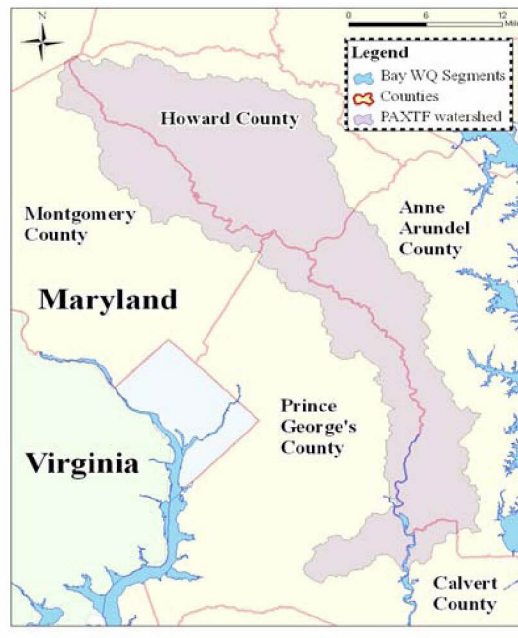 N
0 6 12
Mil
Legend
Bay WQ Segments
Counties
PAXTF watershed
Howard County
Montgomery
County
Anne
Arundel
County
Maryland
Prince
George's
County
Virginia
Calvert
County